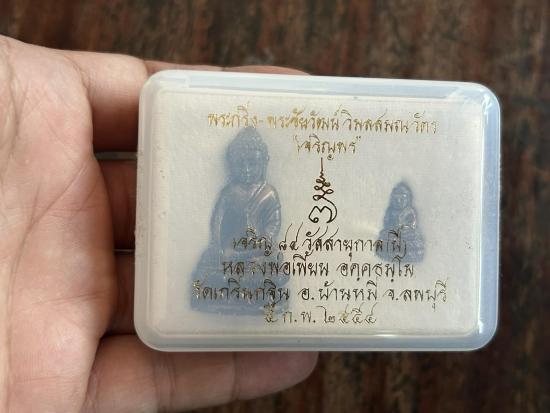 พระกริ่ง-พระชัยวัฒน์ วิมลสมณวัตร
"เจริญพร"
เจริญ ๘๔ วัสสายุกาล (ปี)
หลวงพ่อเพี้ยน อคฺคธมฺโม
วัดเกริ่นกฐิน อ.บ้านหมี่ จ.ลพบุรี
๕ ก.พ. ๒๕๕๔